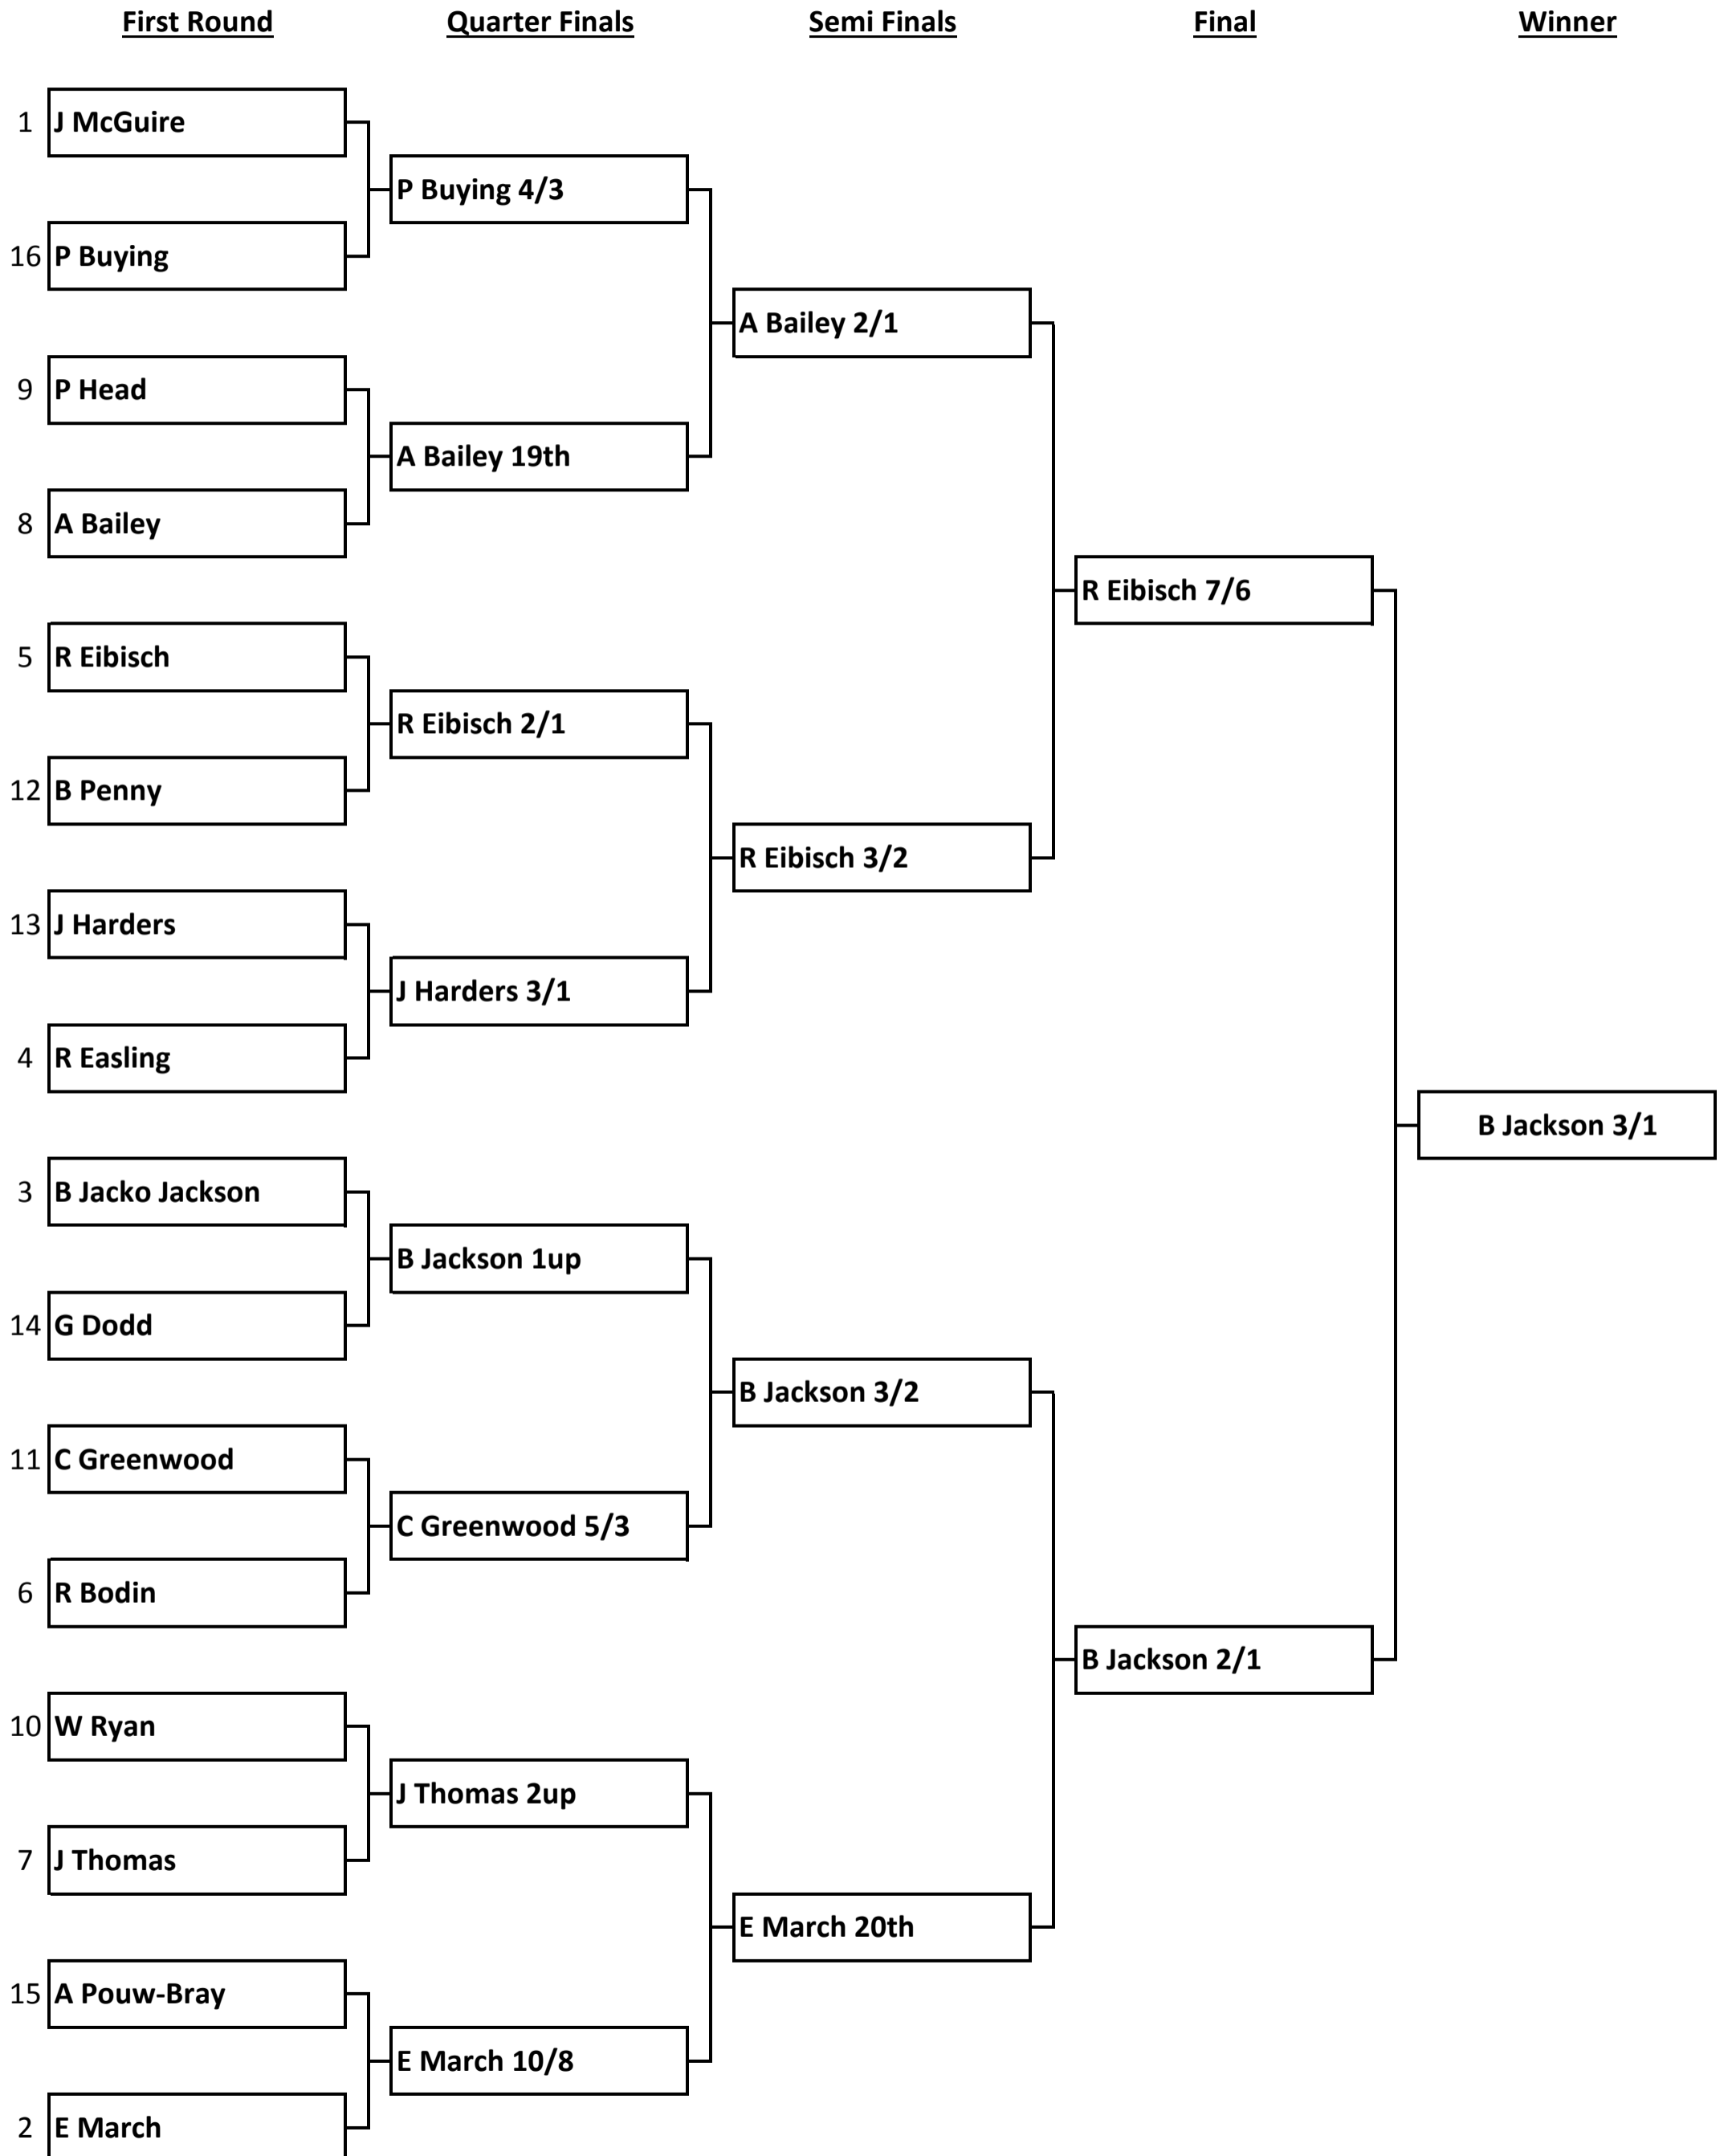 First Round Quarter Finals Semi Finals Final Winner
1 J McGuire
P Buying 4/3
16 P Buying
A Bailey 2/1
9 P Head
A Bailey 19th
8 A Bailey
R Eibisch 7/6
5 R Eibisch
R Eibisch 2/1
12 B Penny
R Eibisch 3/2
13 J Harders
J Harders 3/1
4 R Easling
B Jackson 3/1
3 B Jacko Jackson
B Jackson 1up
14 G Dodd
B Jackson 3/2
11 C Greenwood
C Greenwood 5/3
6 R Bodin
B Jackson 2/1
10 W Ryan
J Thomas 2up
7 J Thomas
E March 20th
15 A Pouw-Bray
E March 10/8
2 E March